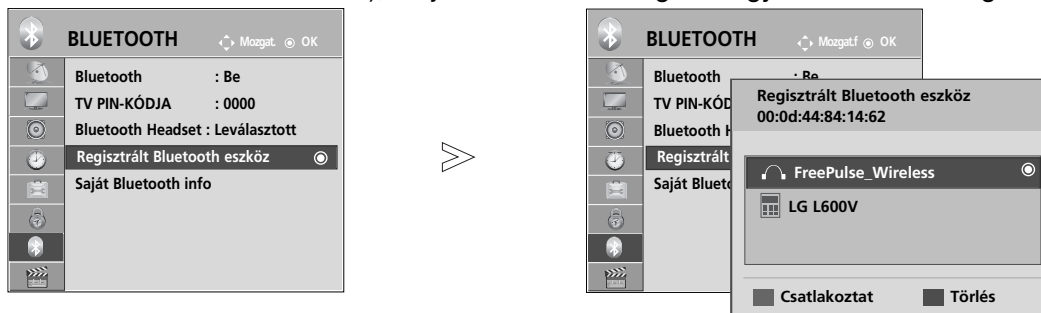 BLUETOOTH Mozgat. OK
Bluetooth : Be
TV PIN-KÓDJA : 0000
Bluetooth Headset : Leválasztott
Regisztrált Bluetooth eszköz
Saját Bluetooth info
BLUETOOTH Mozgat.f OK
Bluetooth : Be
TV PIN-KÓD
Bluetooth H
Regisztrált
Saját Blueto
Regisztrált Bluetooth eszköz
00:0d:44:84:14:62
FreePulse_Wireless
LG L600V
Csatlakoztat Törlés